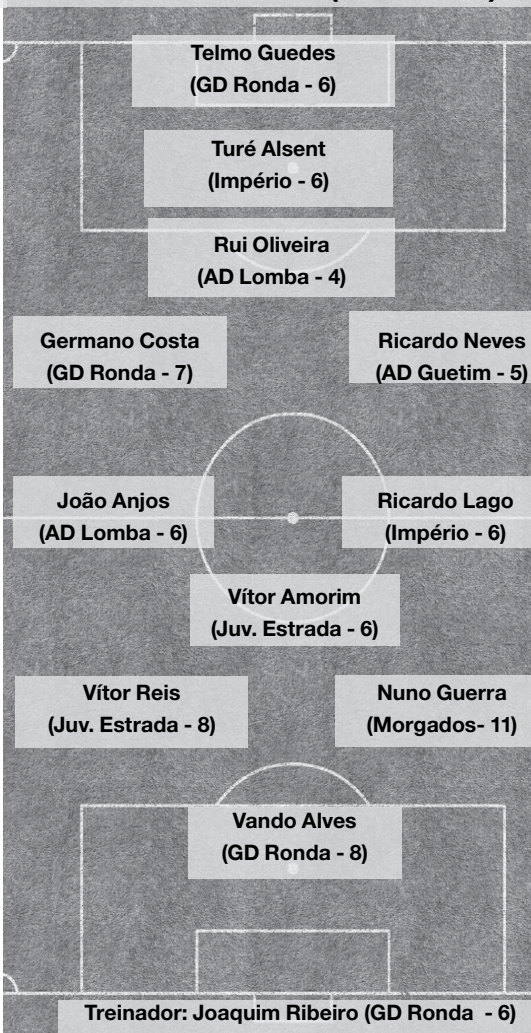 Telmo Guedes
(GD Ronda - 6)
Turé Alsent
(Império - 6)
Rui Oliveira
(AD Lomba - 4)
Germano Costa
(GD Ronda - 7)
Ricardo Neves
(AD Guetim - 5)
João Anjos
(AD Lomba - 6)
Ricardo Lago
(Império - 6)
Vítor Amorim
(Juv. Estrada - 6)
Vítor Reis
(Juv. Estrada - 8)
Nuno Guerra
(Morgados- 11)
Vando Alves
(GD Ronda - 8)
Treinador: Joaquim Ribeiro (GD Ronda - 6)